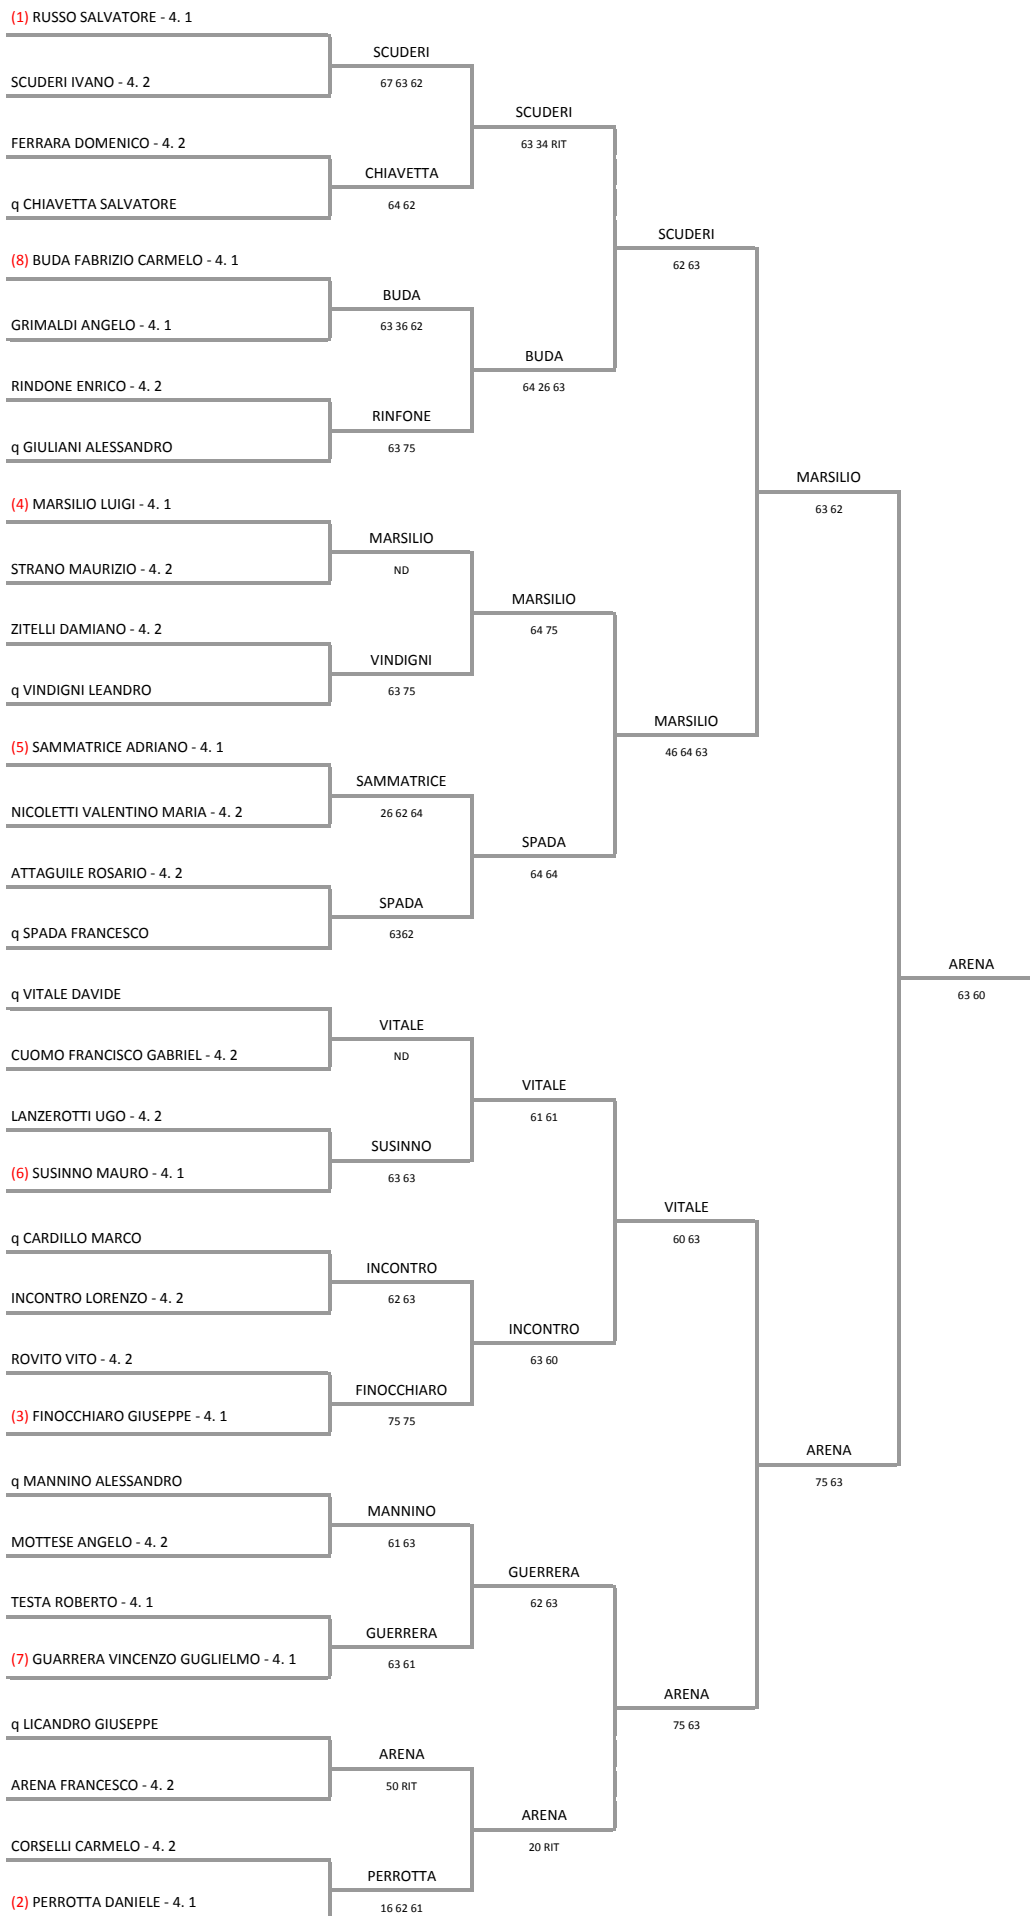 (1) RUSSO SALVATORE - 4. 1
SCUDERI
SCUDERI IVANO - 4. 2
67 63 62
SCUDERI
FERRARA DOMENICO - 4. 2
63 34 RIT
CHIAVETTA
q CHIAVETTA SALVATORE
64 62
SCUDERI
(8) BUDA FABRIZIO CARMELO - 4. 1
62 63
BUDA
GRIMALDI ANGELO - 4. 1
63 36 62
BUDA
RINDONE ENRICO - 4. 2
64 26 63
RINFONE
q GIULIANI ALESSANDRO
63 75
MARSILIO
(4) MARSILIO LUIGI - 4. 1
63 62
MARSILIO
STRANO MAURIZIO - 4. 2
ND
MARSILIO
ZITELLI DAMIANO - 4. 2
64 75
VINDIGNI
q VINDIGNI LEANDRO
63 75
MARSILIO
(5) SAMMATRICE ADRIANO - 4. 1
46 64 63
SAMMATRICE
NICOLETTI VALENTINO MARIA - 4. 2
26 62 64
SPADA
ATTAGUILE ROSARIO - 4. 2
64 64
SPADA
q SPADA FRANCESCO
6362
ARENA
q VITALE DAVIDE
63 60
VITALE
CUOMO FRANCISCO GABRIEL - 4. 2
ND
VITALE
LANZEROTTI UGO - 4. 2
61 61
SUSINNO
(6) SUSINNO MAURO - 4. 1
63 63
VITALE
q CARDILLO MARCO
60 63
INCONTRO
INCONTRO LORENZO - 4. 2
62 63
INCONTRO
ROVITO VITO - 4. 2
63 60
FINOCCHIARO
(3) FINOCCHIARO GIUSEPPE - 4. 1
75 75
ARENA
q MANNINO ALESSANDRO
75 63
MANNINO
MOTTESE ANGELO - 4. 2
61 63
GUERRERA
TESTA ROBERTO - 4. 1
62 63
GUERRERA
(7) GUARRERA VINCENZO GUGLIELMO - 4. 1
63 61
ARENA
q LICANDRO GIUSEPPE
75 63
ARENA
ARENA FRANCESCO - 4. 2
50 RIT
ARENA
CORSELLI CARMELO - 4. 2
20 RIT
PERROTTA
(2) PERROTTA DANIELE - 4. 1
16 62 61